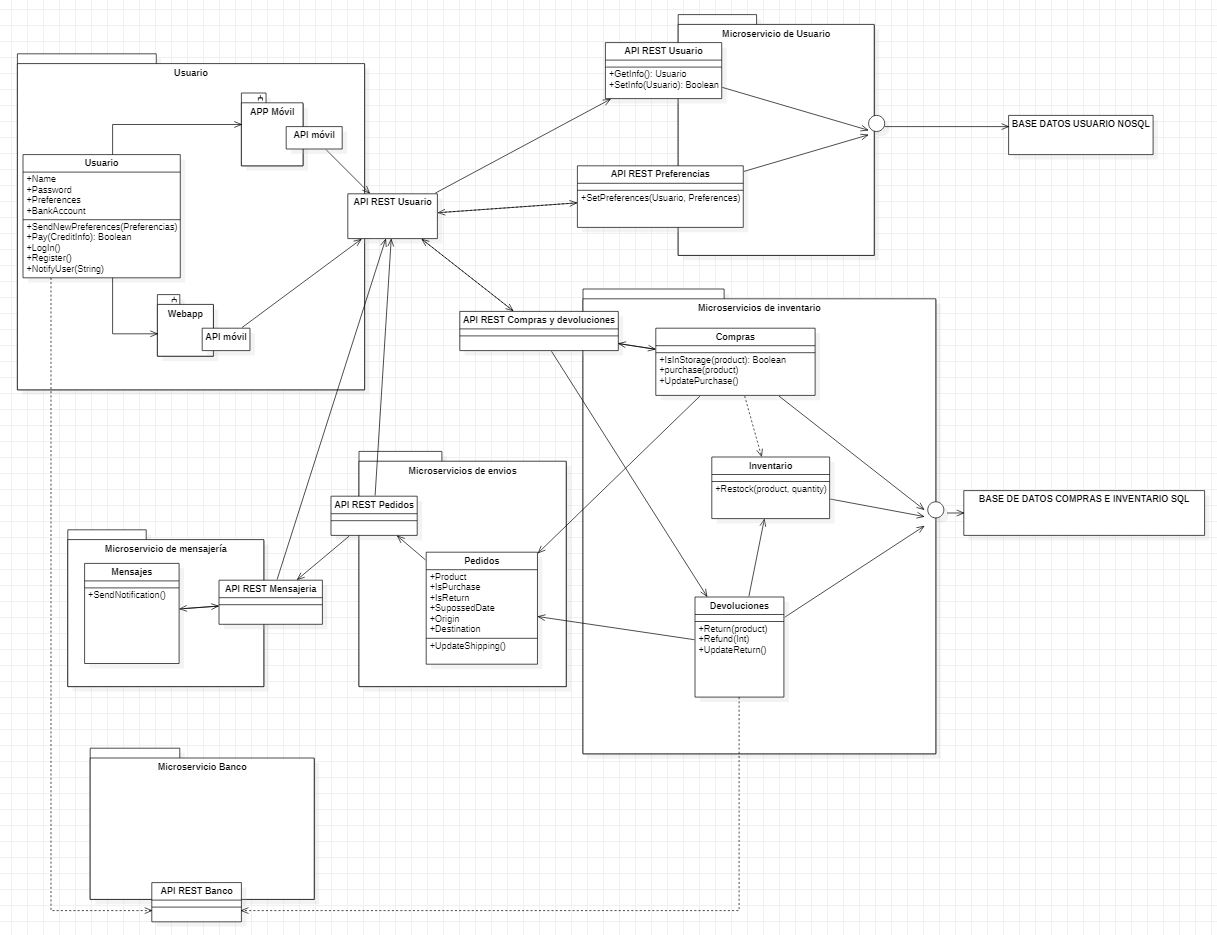 Usuario
APP Móvil
API móvil
Usuario
+Name
+Password
+Preferences
+BankAccount
+SendNewPreferences(Preferencias)
+Pay(CreditInfo): Boolean
+LogIn()
+Register()
+NotifyUser(String)
Webapp
API móvil
API REST Usuario
Microservicio de Usuario
API REST Usuario
+GetInfo(): Usuario
+SetInfo(Usuario): Boolean
API REST Preferencias
+SetPreferences(Usuario, Preferences)
BASE DATOS USUARIO NOSQL
API REST Compras y devoluciones
Microservicios de inventario
Compras
+IsInStorage(product): Boolean
+purchase(product)
+UpdatePurchase()
Inventario
+Restock(product, quantity)
BASE DE DATOS COMPRAS E INVENTARIO SQL
Devoluciones
+Return(product)
+Refund(Int)
+UpdateReturn()
Microservicios de envios
API REST Pedidos
Pedidos
+Product
+IsPurchase
+IsReturn
+SupossedDate
+Origin
+Destination
+UpdateShipping()
Microservicio de mensajería
Mensajes
+SendNotification()
API REST Mensajeria
Microservicio Banco
API REST Banco